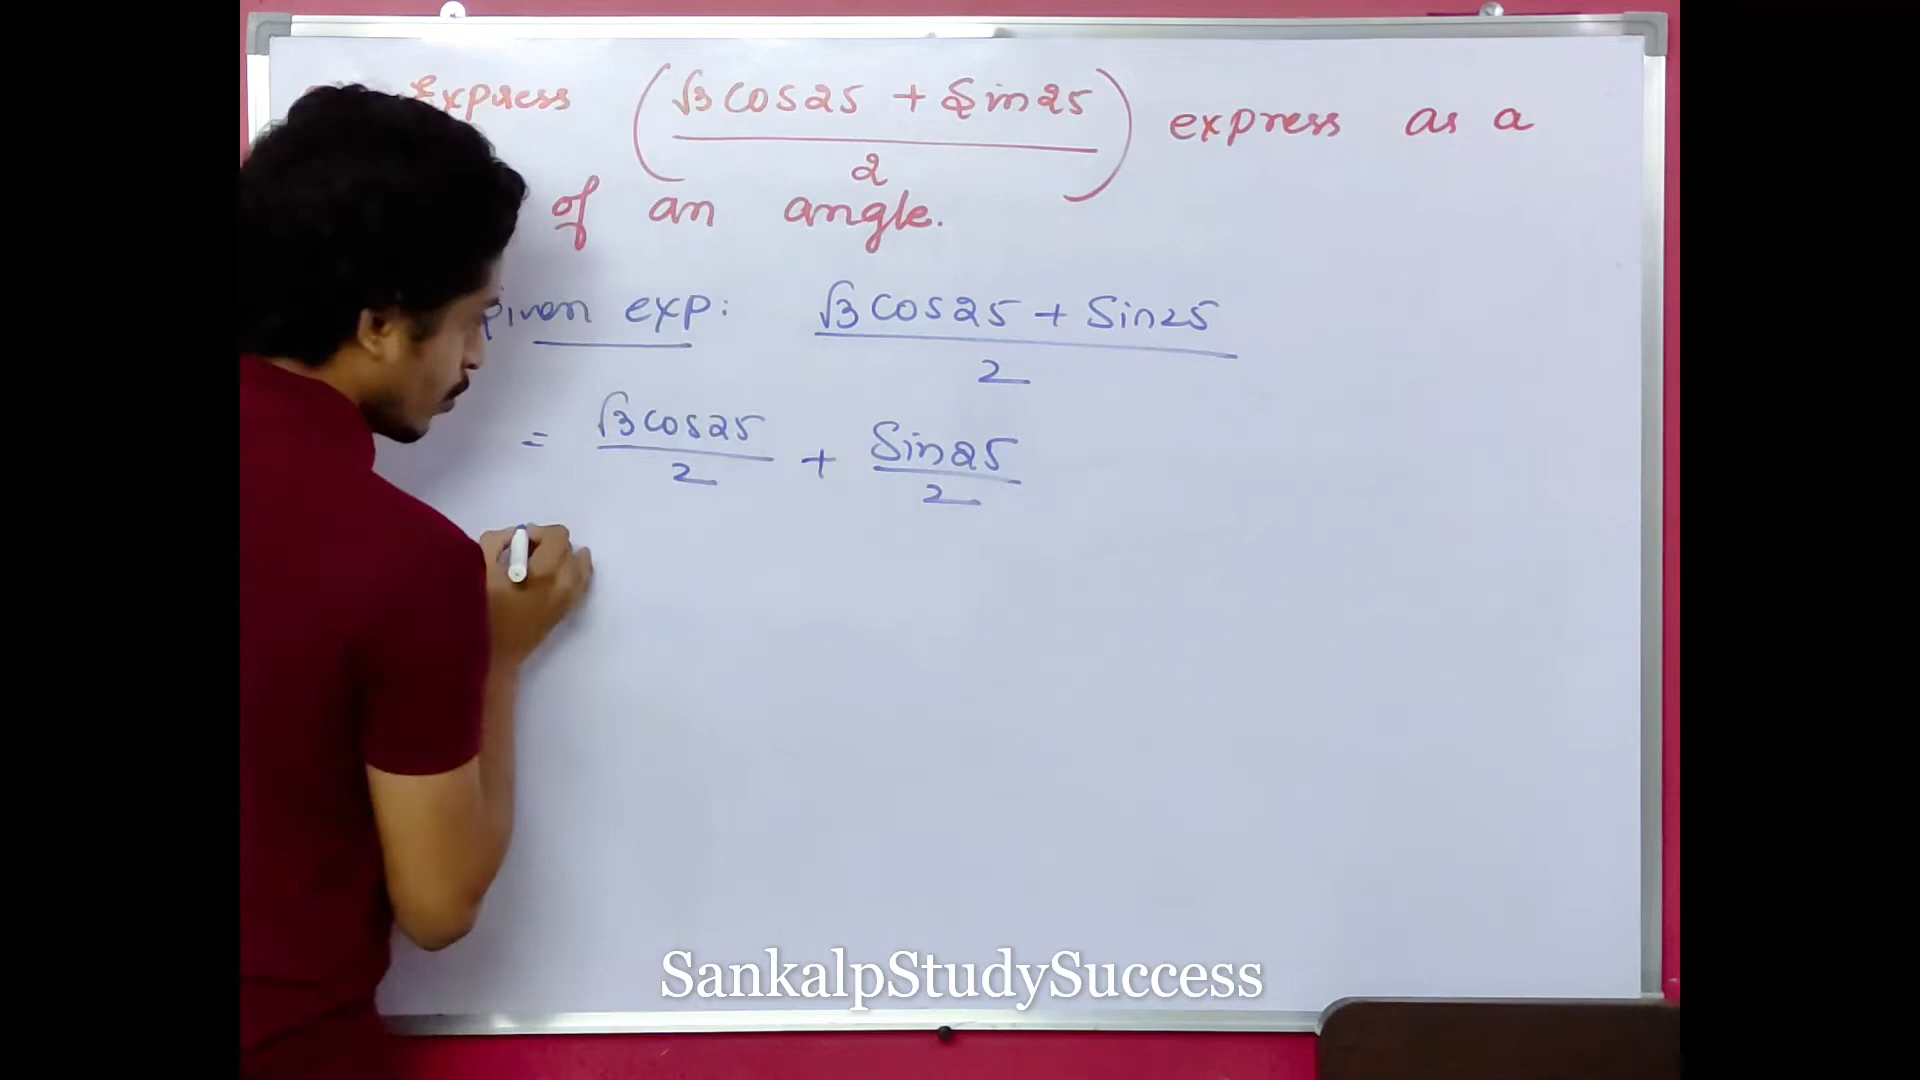 express (√3 cos25 + Sin25 / 2) express as a
of an angle.
given exp: √3 cos25 + Sin25 / 2
= √3 cos25 / 2 + Sin25 / 2
SankalpStudySuccess